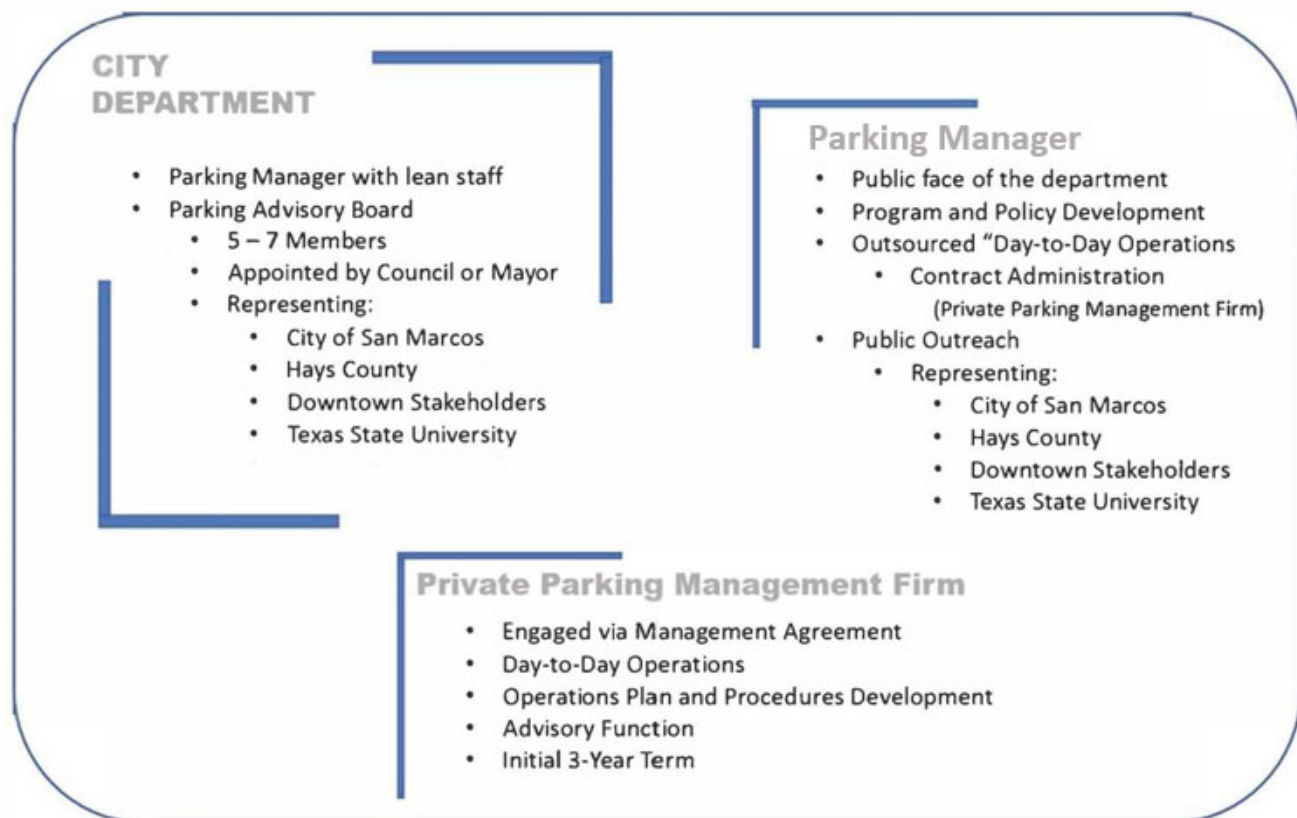 CITY
DEPARTMENT
• Parking Manager with lean staff
• Parking Advisory Board
• 5 – 7 Members
• Appointed by Council or Mayor
• Representing:
• City of San Marcos
• Hays County
• Downtown Stakeholders
• Texas State University
Parking Manager
• Public face of the department
• Program and Policy Development
• Outsourced “Day-to-Day Operations
• Contract Administration
(Private Parking Management Firm)
• Public Outreach
• Representing:
• City of San Marcos
• Hays County
• Downtown Stakeholders
• Texas State University
Private Parking Management Firm
• Engaged via Management Agreement
• Day-to-Day Operations
• Operations Plan and Procedures Development
• Advisory Function
• Initial 3-Year Term